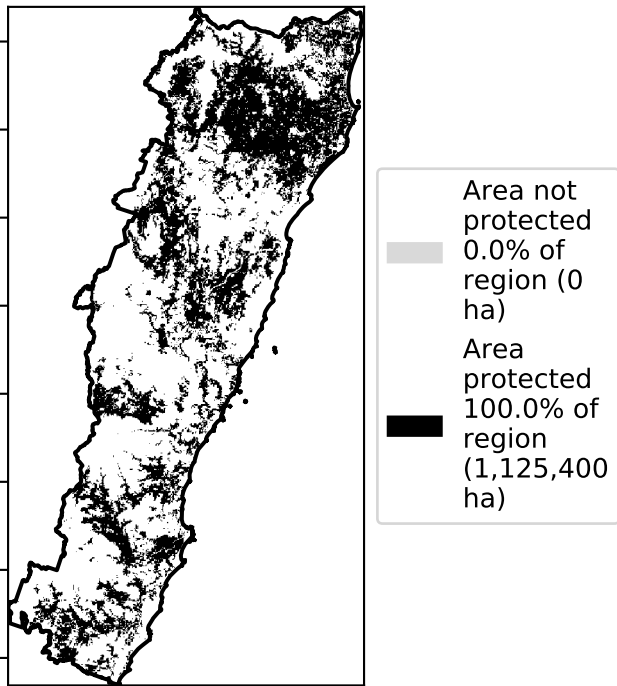 Area not
protected
0.0% of
region (0
ha)
Area
protected
100.0% of
region
(1,125,400
ha)